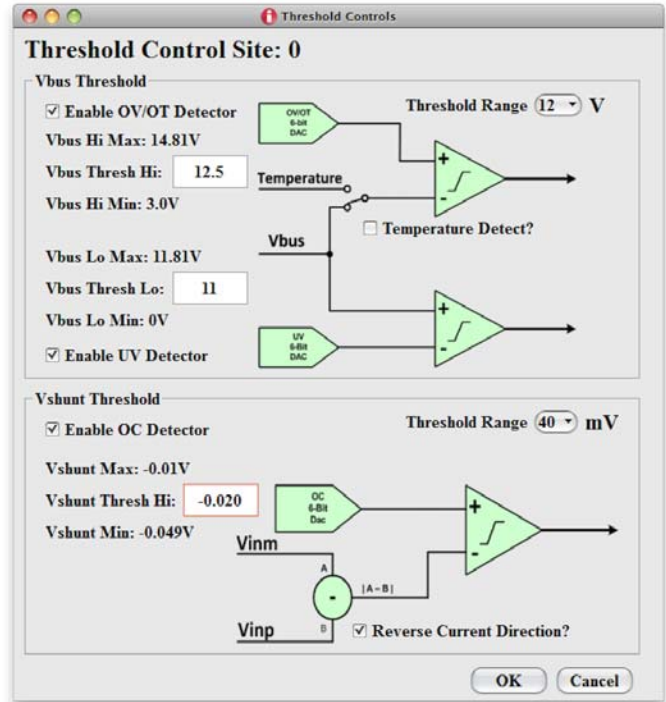 Threshold Controls
Threshold Control Site: 0
Vbus Threshold
Enable OV/OT Detector
OV/OT
6-bit
DAC
Threshold Range 12 V
Vbus Hi Max: 14.81V
Vbus Thresh Hi: 12.5
Temperature
+
-
Vbus Hi Min: 3.0V
Temperature Detect?
Vbus
Vbus Lo Max: 11.81V
Vbus Thresh Lo: 11
+
-
Vbus Lo Min: 0V
UV
6-Bit
DAC
Enable UV Detector
Vshunt Threshold
Enable OC Detector
Threshold Range 40 mV
Vshunt Max: -0.01V
Vshunt Thresh Hi: -0.020
OC
6-Bit
Dac
+
-
Vshunt Min: -0.049V
Vinm
A
-
|A-B|
B
Vinp
Reverse Current Direction?
OK Cancel